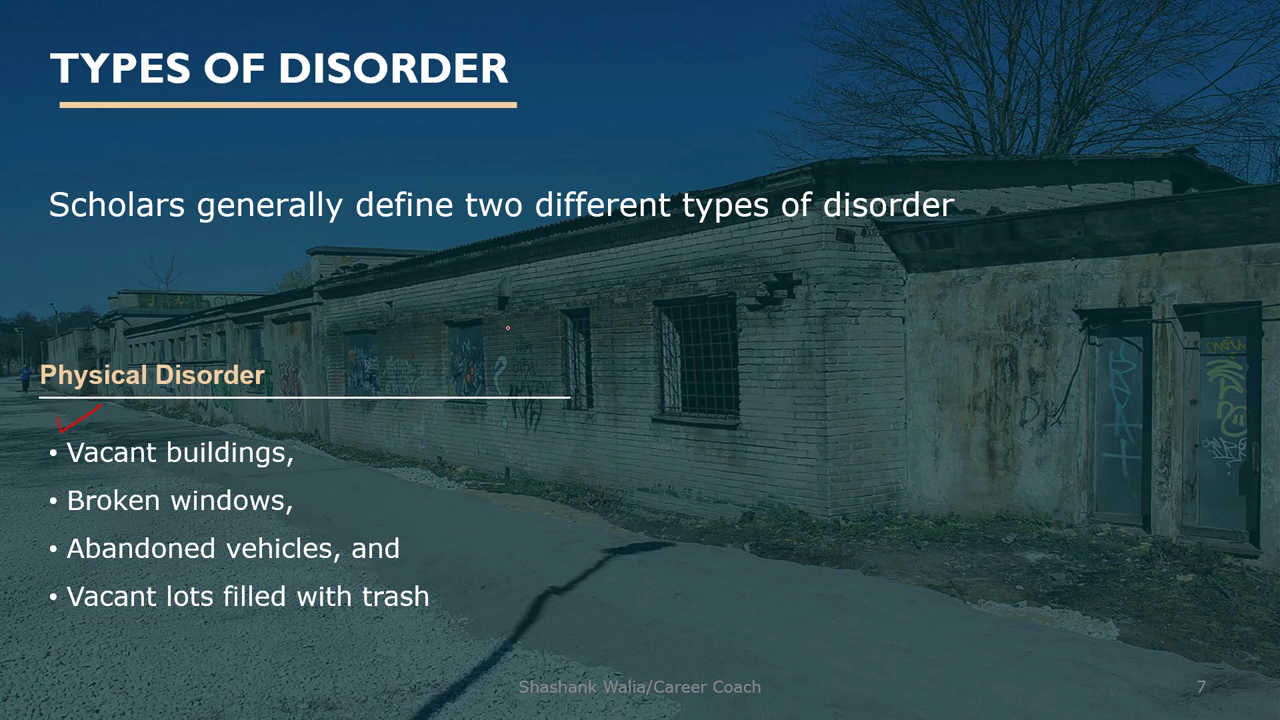 TYPES OF DISORDER
Scholars generally define two different types of disorder
Physical Disorder
• Vacant buildings,
• Broken windows,
• Abandoned vehicles, and
• Vacant lots filled with trash
Shashank Walia/Career Coach
7